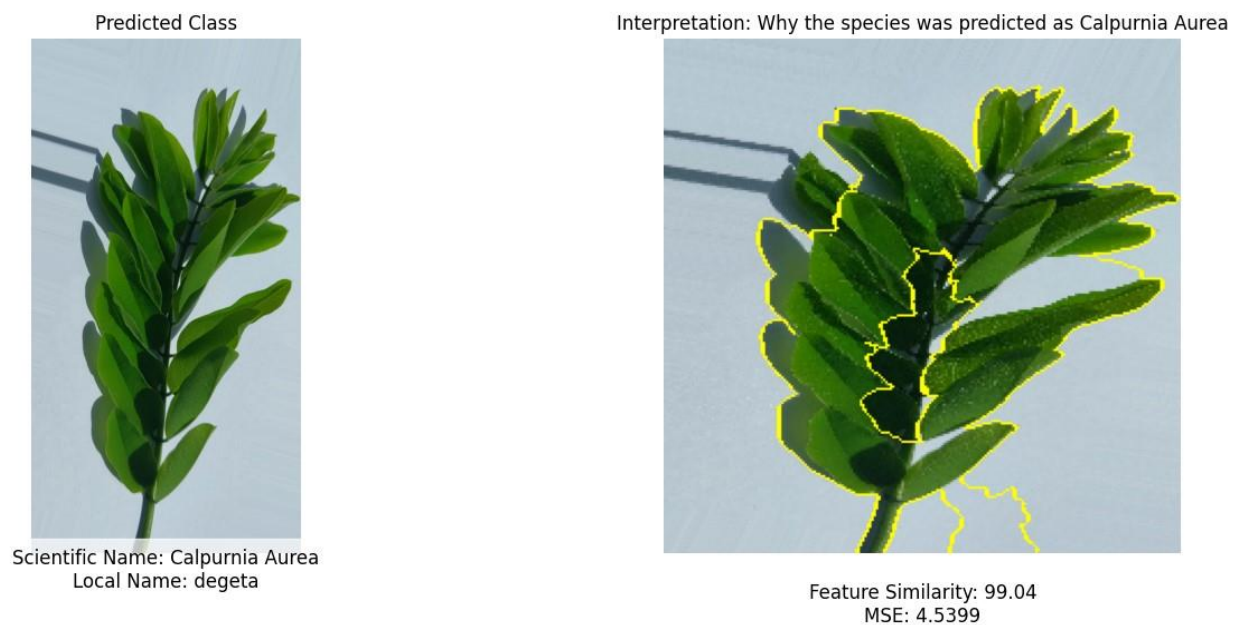 Predicted Class
Interpretation: Why the species was predicted as Calpurnia Aurea
Scientific Name: Calpurnia Aurea
Local Name: degeta
Feature Similarity: 99.04
MSE: 4.5399